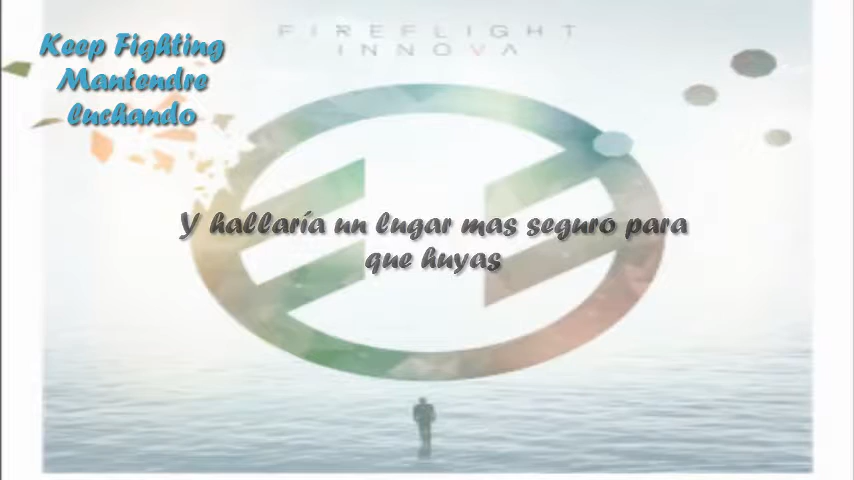 FIREFLIGHT
INNOVA
Keep Fighting
Mantendre
luchando
Y hallaría un lugar mas seguro para
que huyas